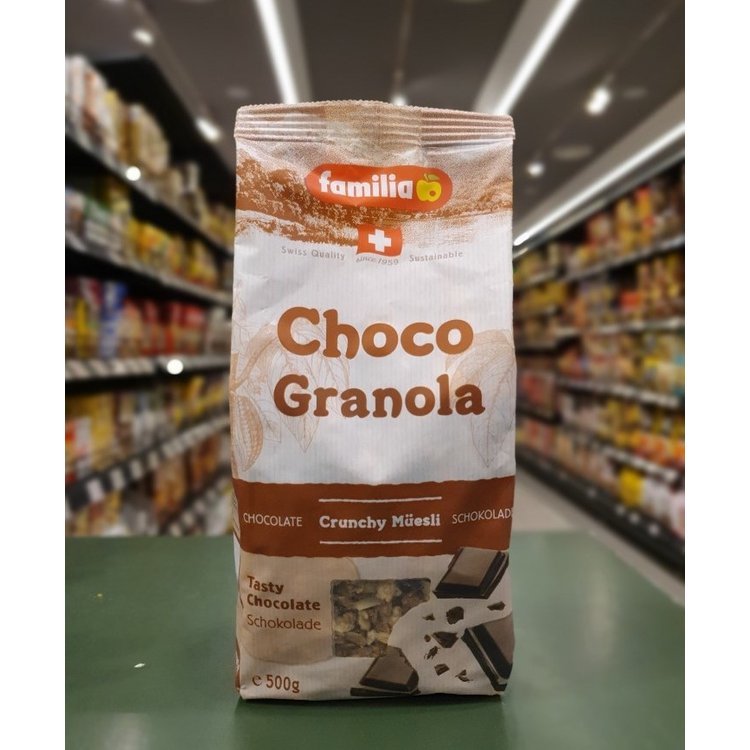 familia
Swiss Quality SINCE 1959 Sustainable
Choco
Granola
CHOCOLATE Crunchy Müesli SCHOKOLADE
Tasty
Chocolate
Schokolade
℮ 500g